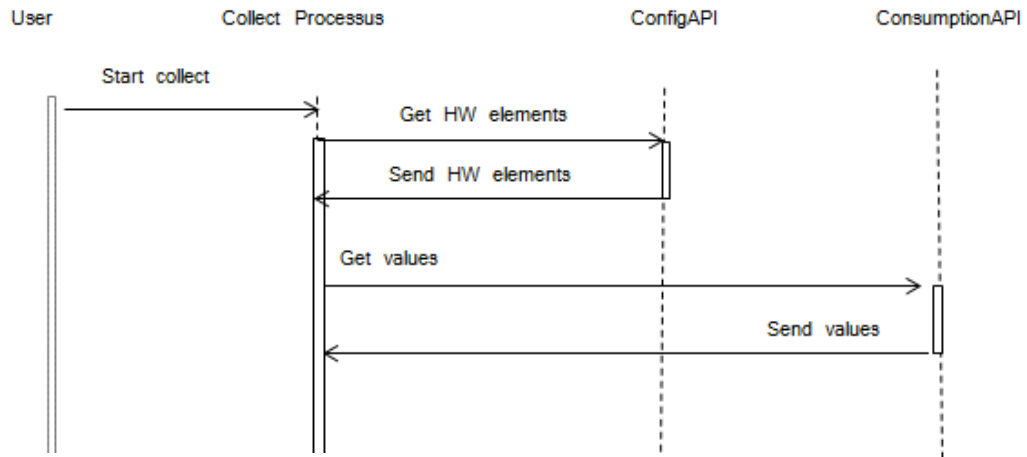 User Collect Processus ConfigAPI ConsumptionAPI
Start collect
Get HW elements
Send HW elements
Get values
Send values